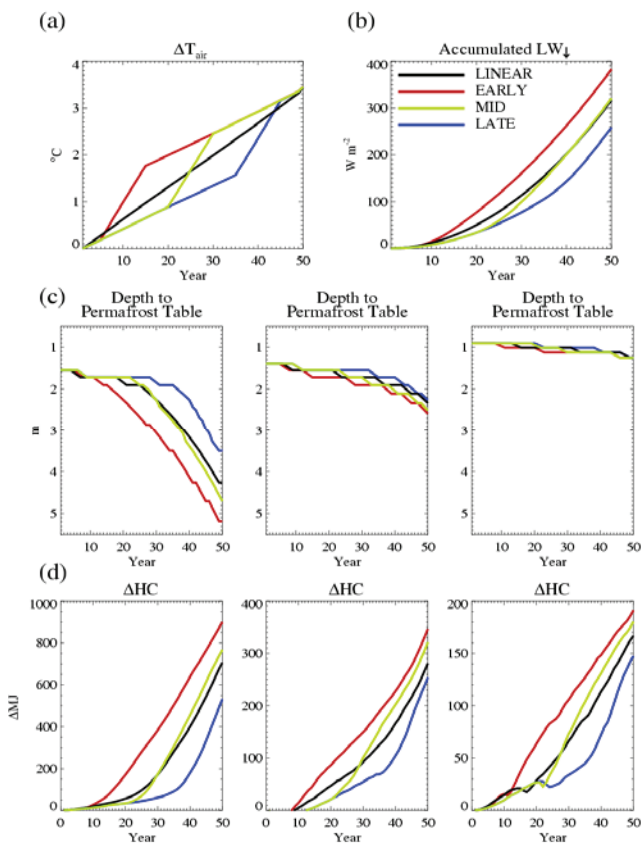 (a)
ΔTair
°C
4
3
2
1
0
10 20 30 40 50
Year
(b)
Accumulated LW↓
W m-2
400
300
200
100
0
LINEAR
EARLY
MID
LATE
10 20 30 40 50
Year
(c)
Depth to
Permafrost Table
m
1
2
3
4
5
10 20 30 40 50
Year
Depth to
Permafrost Table
1
2
3
4
5
10 20 30 40 50
Year
Depth to
Permafrost Table
1
2
3
4
5
10 20 30 40 50
Year
(d)
ΔHC
ΔMJ
1000
800
600
400
200
0
0 10 20 30 40 50
Year
ΔHC
400
300
200
100
0
0 10 20 30 40 50
Year
ΔHC
200
150
100
50
0
0 10 20 30 40 50
Year